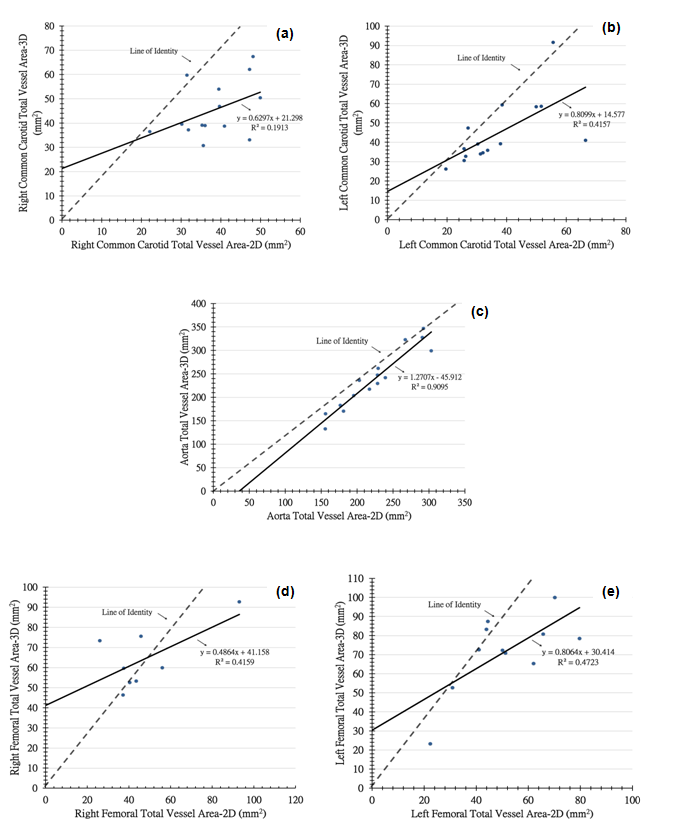 (a)
Right Common Carotid Total Vessel Area-3D
(mm²)
80
70
60
50
40
30
20
10
0
Line of Identity
y = 0.6297x + 21.298
R² = 0.1913
0 10 20 30 40 50 60
Right Common Carotid Total Vessel Area-2D (mm²)
(b)
Left Common Carotid Total Vessel Area-3D
(mm²)
100
90
80
70
60
50
40
30
20
10
0
Line of Identity
y = 0.8099x + 14.577
R² = 0.4157
0 20 40 60 80
Left Common Carotid Total Vessel Area-2D (mm²)
(c)
Aorta Total Vessel Area-3D (mm²)
400
350
300
250
200
150
100
50
0
Line of Identity
y = 1.2707x - 45.912
R² = 0.9095
0 50 100 150 200 250 300 350
Aorta Total Vessel Area-2D (mm²)
(d)
Right Femoral Total Vessel Area-3D (mm²)
100
90
80
70
60
50
40
30
20
10
0
Line of Identity
y = 0.4864x + 41.158
R² = 0.4159
0 20 40 60 80 100 120
Right Femoral Total Vessel Area-2D (mm²)
(e)
Left Femoral Total Vessel Area-3D (mm²)
110
100
90
80
70
60
50
40
30
20
10
0
Line of Identity
y = 0.8064x + 30.414
R² = 0.4723
0 20 40 60 80 100
Left Femoral Total Vessel Area-2D (mm²)